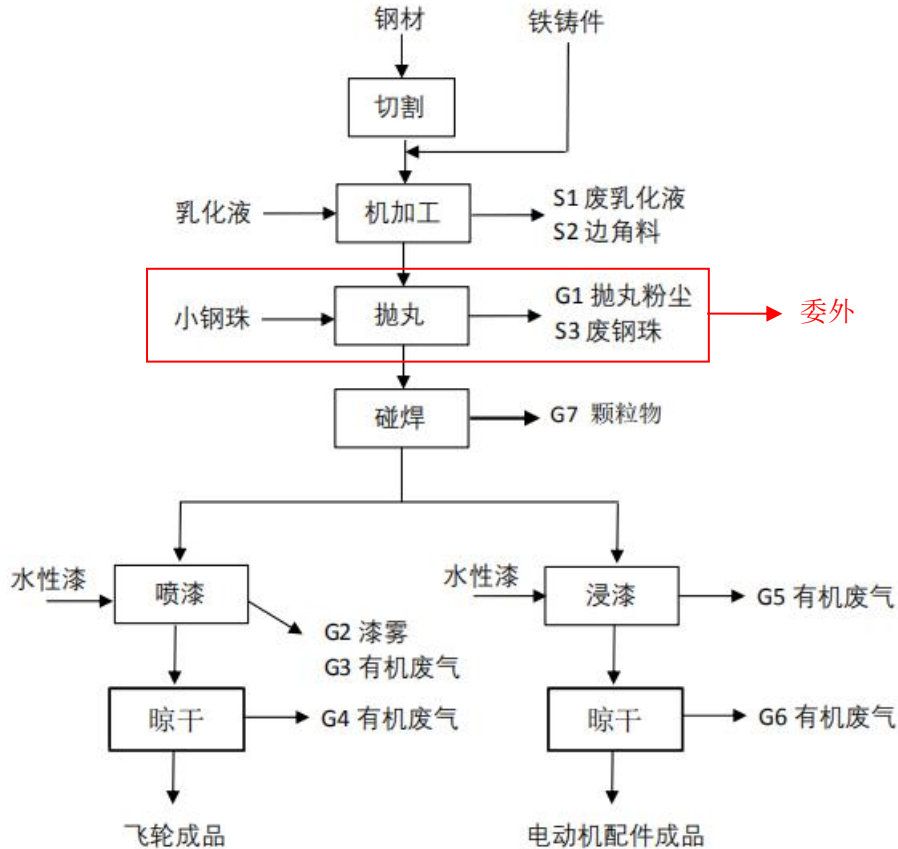 钢材
铁铸件
切割
乳化液
机加工
S1 废乳化液
S2 边角料
小钢珠
抛丸
G1 抛丸粉尘
S3 废钢珠
委外
碰焊
G7 颗粒物
水性漆
喷漆
G2 漆雾
G3 有机废气
水性漆
浸漆
G5 有机废气
晾干
G4 有机废气
晾干
G6 有机废气
飞轮成品
电动机配件成品